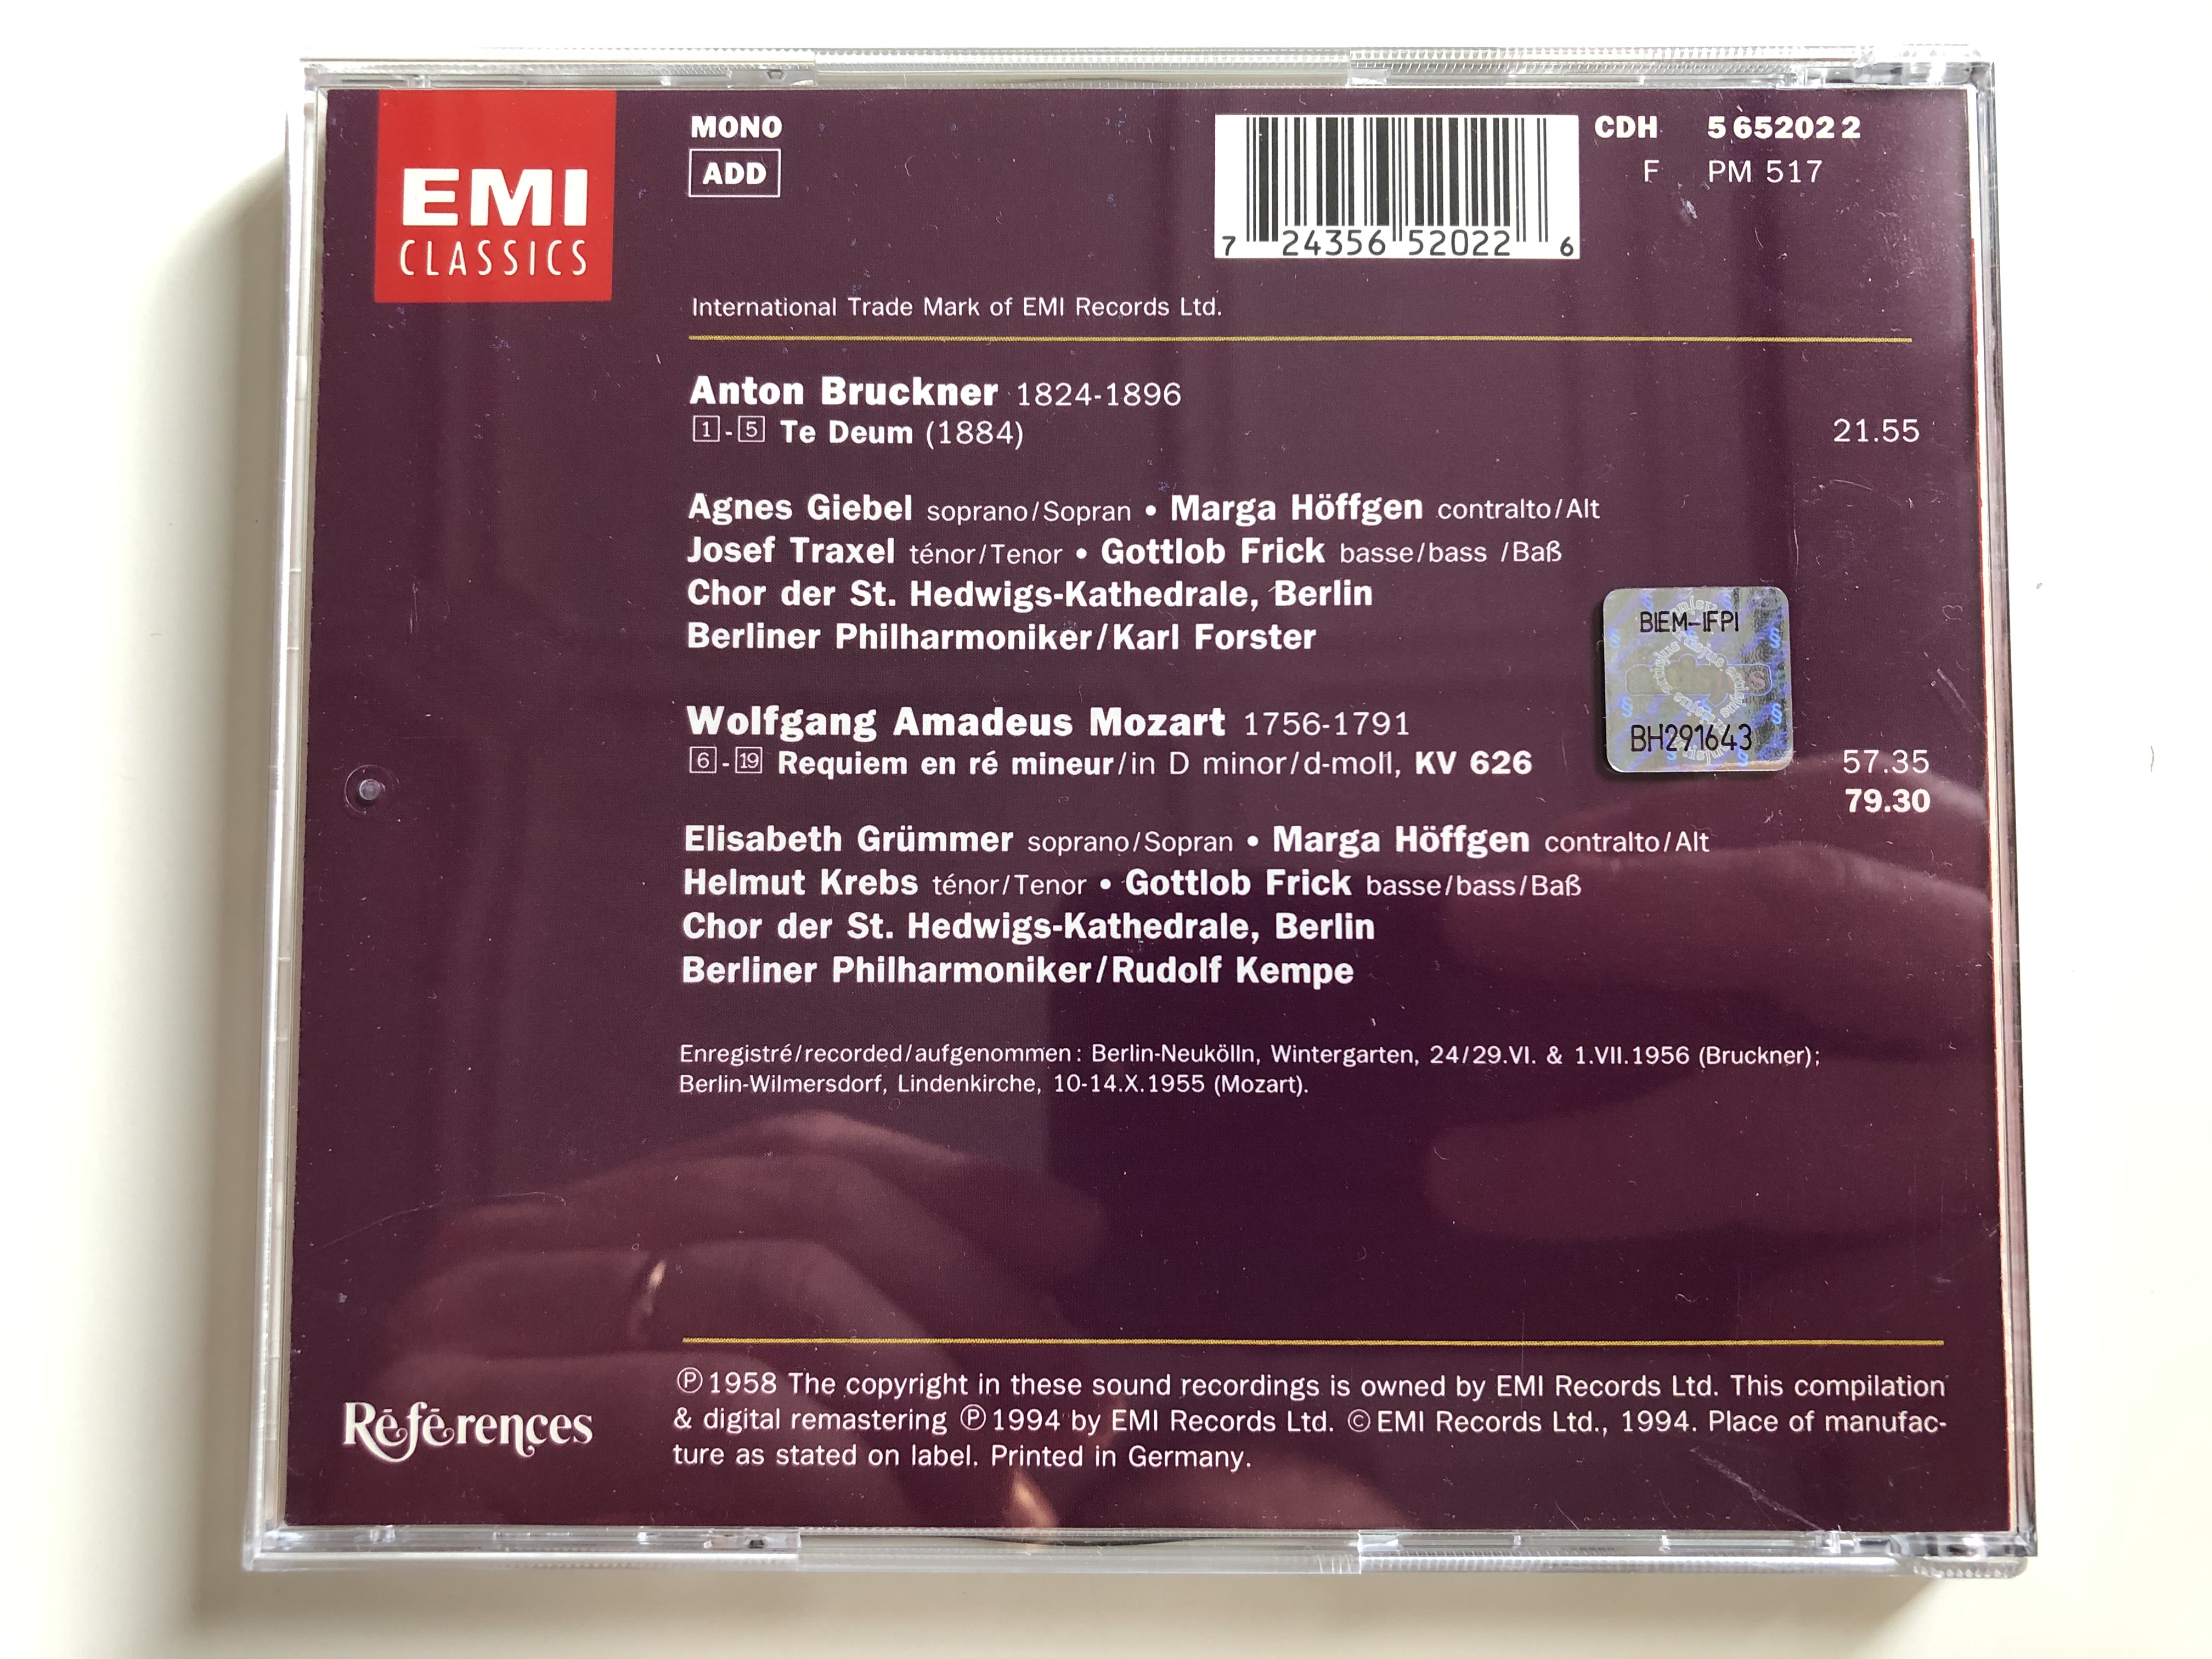 EMI
CLASSICS
MONO
ADD
7 24356 52022 6
CDH 5 65202 2
F PM 517
International Trade Mark of EMI Records Ltd.
Anton Bruckner 1824-1896
1 - 5 Te Deum (1884) 21.55
Agnes Giebel soprano/Sopran • Marga Höffgen contralto/Alt
Josef Traxel ténor/Tenor • Gottlob Frick basse/bass /Baß
Chor der St. Hedwigs-Kathedrale, Berlin
Berliner Philharmoniker/Karl Forster
BIEM-IFPI
BH291643
Wolfgang Amadeus Mozart 1756-1791
6 - 19 Requiem en ré mineur/in D minor/d-moll, KV 626 57.35
79.30
Elisabeth Grümmer soprano/Sopran • Marga Höffgen contralto/Alt
Helmut Krebs ténor/Tenor • Gottlob Frick basse/bass/Baß
Chor der St. Hedwigs-Kathedrale, Berlin
Berliner Philharmoniker/Rudolf Kempe
Enregistré/recorded/aufgenommen: Berlin-Neukölln, Wintergarten, 24/29.VI. & 1.VII.1956 (Bruckner);
Berlin-Wilmersdorf, Lindenkirche, 10-14.X.1955 (Mozart).
Références
℗ 1958 The copyright in these sound recordings is owned by EMI Records Ltd. This compilation
& digital remastering ℗ 1994 by EMI Records Ltd. © EMI Records Ltd., 1994. Place of manufac-
ture as stated on label. Printed in Germany.